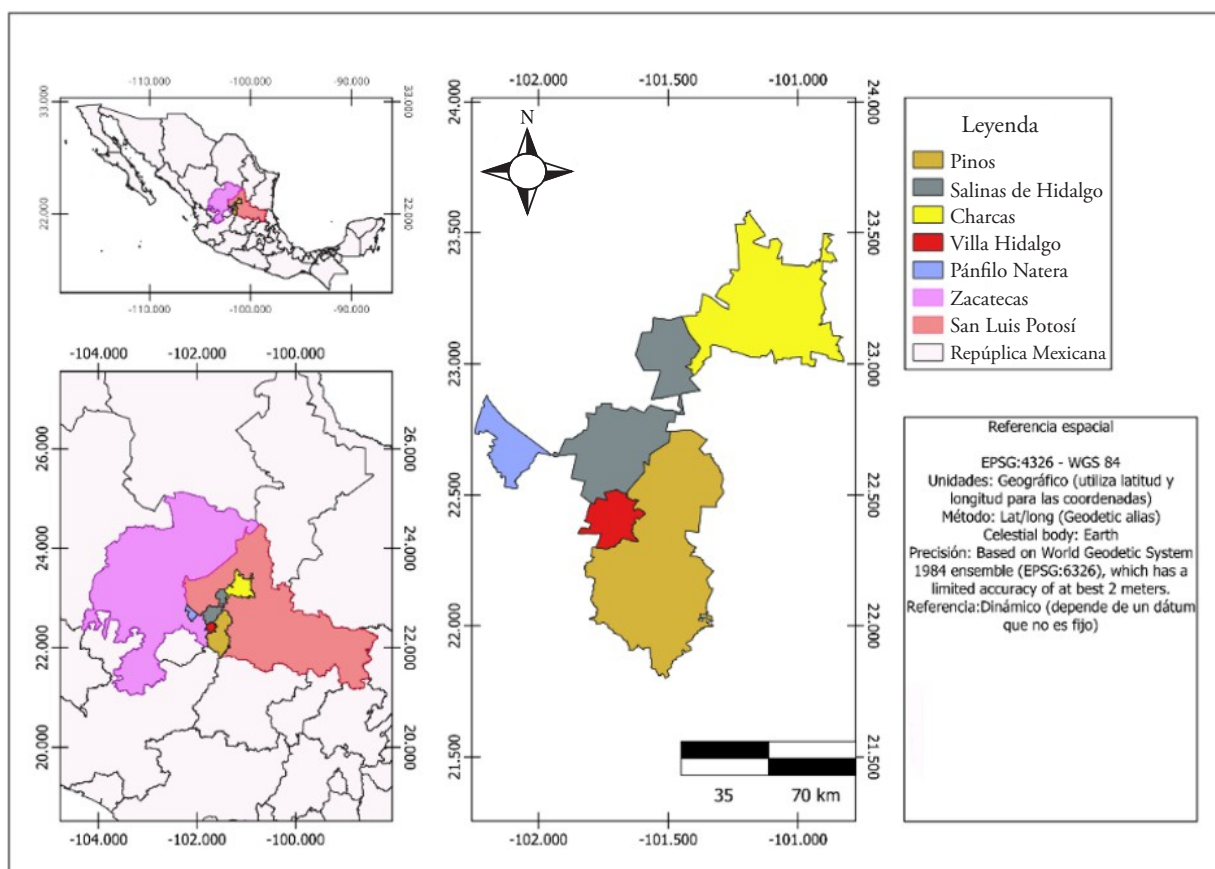 -110.000 -100.000 -90.000
33.000 33.000
22.000 22.000
-110.000 -100.000 -90.000
-104.000 -102.000 -100.000
26.000 26.000
24.000 24.000
22.000 22.000
20.000 20.000
-104.000 -102.000 -100.000
-102.000 -101.500 -101.000
24.000 24.000
N
23.500 23.500
23.000 23.000
22.500 22.500
22.000 22.000
21.500 21.500
35 70 km
-102.000 -101.500 -101.000
Leyenda
Pinos
Salinas de Hidalgo
Charcas
Villa Hidalgo
Pánfilo Natera
Zacatecas
San Luis Potosí
Repúplica Mexicana
Referencia espacial
EPSG:4326 - WGS 84
Unidades: Geográfico (utiliza latitud y
longitud para las coordenadas)
Método: Lat/long (Geodetic alias)
Celestial body: Earth
Precisión: Based on World Geodetic System
1984 ensemble (EPSG:6326), which has a
limited accuracy of at best 2 meters.
Referencia:Dinámico (depende de un dátum
que no es fijo)